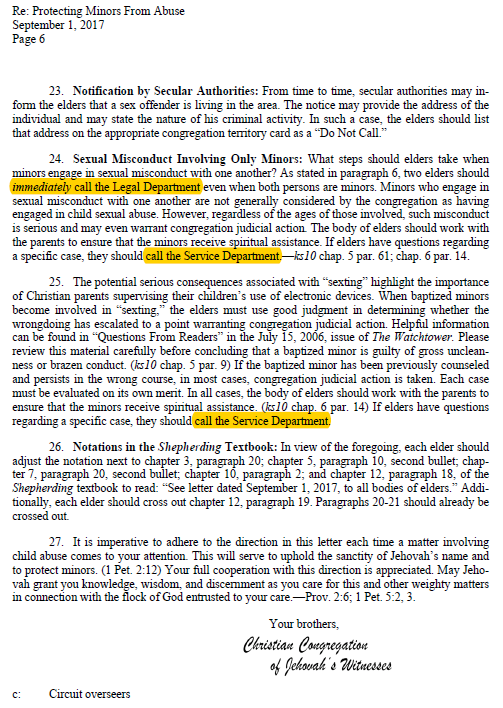 Re: Protecting Minors From Abuse
September 1, 2017
Page 6
23. Notification by Secular Authorities: From time to time, secular authorities may in-
form the elders that a sex offender is living in the area. The notice may provide the address of the
individual and may state the nature of his criminal activity. In such a case, the elders should list
that address on the appropriate congregation territory card as a “Do Not Call.”
24. Sexual Misconduct Involving Only Minors: What steps should elders take when
minors engage in sexual misconduct with one another? As stated in paragraph 6, two elders should
immediately call the Legal Department even when both persons are minors. Minors who engage in
sexual misconduct with one another are not generally considered by the congregation as having
engaged in child sexual abuse. However, regardless of the ages of those involved, such misconduct
is serious and may even warrant congregation judicial action. The body of elders should work with
the parents to ensure that the minors receive spiritual assistance. If elders have questions regarding
a specific case, they should call the Service Department.—ks10 chap. 5 par. 61; chap. 6 par. 14.
25. The potential serious consequences associated with “sexting” highlight the importance
of Christian parents supervising their children’s use of electronic devices. When baptized minors
become involved in “sexting,” the elders must use good judgment in determining whether the
wrongdoing has escalated to a point warranting congregation judicial action. Helpful information
can be found in “Questions From Readers” in the July 15, 2006, issue of The Watchtower. Please
review this material carefully before concluding that a baptized minor is guilty of gross unclean-
ness or brazen conduct. (ks10 chap. 5 par. 9) If the baptized minor has been previously counseled
and persists in the wrong course, in most cases, congregation judicial action is taken. Each case
must be evaluated on its own merit. In all cases, the body of elders should work with the parents to
ensure that the minors receive spiritual assistance. (ks10 chap. 6 par. 14) If elders have questions
regarding a specific case, they should call the Service Department.
26. Notations in the Shepherding Textbook: In view of the foregoing, each elder should
adjust the notation next to chapter 3, paragraph 20; chapter 5, paragraph 10, second bullet; chap-
ter 7, paragraph 20, second bullet; chapter 10, paragraph 2; and chapter 12, paragraph 18, of the
Shepherding textbook to read: “See letter dated September 1, 2017, to all bodies of elders.” Addi-
tionally, each elder should cross out chapter 12, paragraph 19. Paragraphs 20-21 should already be
crossed out.
27. It is imperative to adhere to the direction in this letter each time a matter involving
child abuse comes to your attention. This will serve to uphold the sanctity of Jehovah’s name and
to protect minors. (1 Pet. 2:12) Your full cooperation with this direction is appreciated. May Jeho-
vah grant you knowledge, wisdom, and discernment as you care for this and other weighty matters
in connection with the flock of God entrusted to your care.—Prov. 2:6; 1 Pet. 5:2, 3.
Your brothers,
Christian Congregation
of Jehovah’s Witnesses
c: Circuit overseers